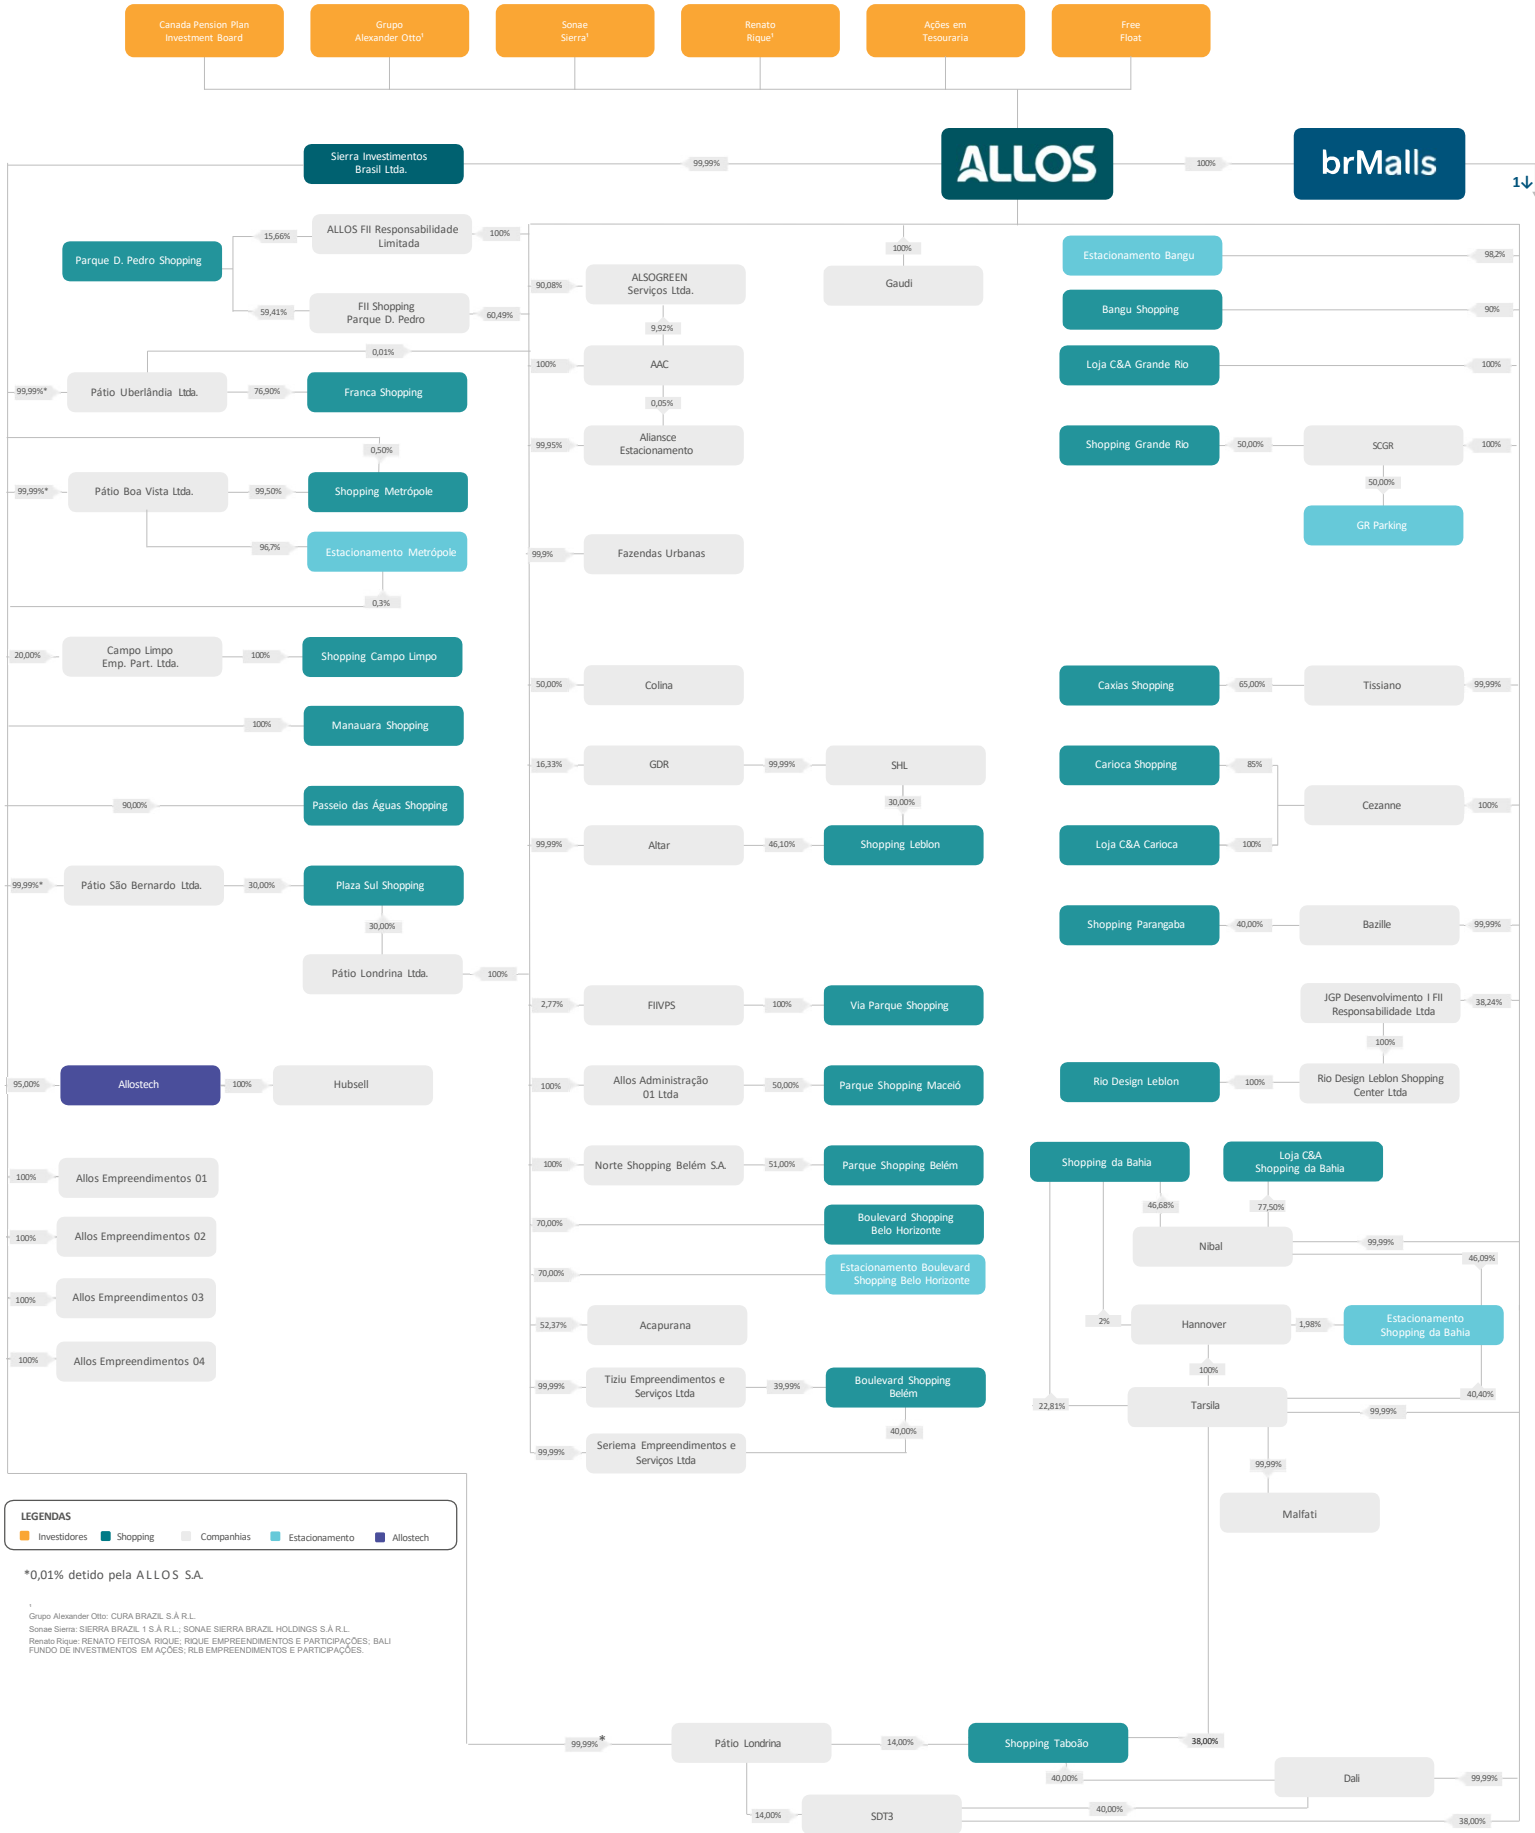 Canada Pension Plan
Investment Board
Grupo
Alexander Otto¹
Sonae
Sierra¹
Renato
Rique¹
Ações em
Tesouraria
Free
Float
Sierra Investimentos
Brasil Ltda.
99,99%
ALLOS
100%
brMalls
1↓
Parque D. Pedro Shopping
15,66%
ALLOS FII Responsabilidade
Limitada
100%
59,41%
FII Shopping
Parque D. Pedro
60,49%
0,01%
99,99%*
Pátio Uberlândia Ltda.
76,90%
Franca Shopping
0,50%
99,99%*
Pátio Boa Vista Ltda.
99,50%
Shopping Metrópole
96,7%
Estacionamento Metrópole
0,3%
20,00%
Campo Limpo
Emp. Part. Ltda.
100%
Shopping Campo Limpo
100%
Manauara Shopping
90,00%
Passeio das Águas Shopping
99,99%*
Pátio São Bernardo Ltda.
30,00%
Plaza Sul Shopping
30,00%
Pátio Londrina Ltda.
100%
95,00%
Allostech
100%
Hubsell
100%
Allos Empreendimentos 01
100%
Allos Empreendimentos 02
100%
Allos Empreendimentos 03
100%
Allos Empreendimentos 04
90,08%
ALSOGREEN
Serviços Ltda.
100%
Gaudi
9,92%
100%
AAC
0,05%
99,95%
Aliansce
Estacionamento
99,9%
Fazendas Urbanas
50,00%
Colina
16,33%
GDR
99,99%
SHL
30,00%
99,99%
Altar
46,10%
Shopping Leblon
2,77%
FIIVPS
100%
Via Parque Shopping
100%
Allos Administração
01 Ltda
50,00%
Parque Shopping Maceió
100%
Norte Shopping Belém S.A.
51,00%
Parque Shopping Belém
70,00%
Boulevard Shopping
Belo Horizonte
70,00%
Estacionamento Boulevard
Shopping Belo Horizonte
52,37%
Acapurana
99,99%
Tiziu Empreendimentos e
Serviços Ltda
39,99%
Boulevard Shopping
Belém
40,00%
99,99%
Seriema Empreendimentos e
Serviços Ltda
Estacionamento Bangu
98,2%
Bangu Shopping
90%
Loja C&A Grande Rio
100%
Shopping Grande Rio
50,00%
SCGR
100%
50,00%
GR Parking
Caxias Shopping
65,00%
Tissiano
99,99%
Carioca Shopping
85%
Cezanne
100%
Loja C&A Carioca
100%
Shopping Parangaba
40,00%
Bazille
99,99%
JGP Desenvolvimento I FII
Responsabilidade Ltda
38,24%
100%
Rio Design Leblon
100%
Rio Design Leblon Shopping
Center Ltda
Shopping da Bahia
Loja C&A
Shopping da Bahia
46,68%
77,50%
Nibal
99,99%
46,09%
2%
Hannover
1,98%
Estacionamento
Shopping da Bahia
100%
40,40%
22,81%
Tarsila
99,99%
99,99%
Malfati
LEGENDAS
Investidores
Shopping
Companhias
Estacionamento
Allostech
*0,01% detido pela ALLOS S.A.
Grupo Alexander Otto: CURA BRAZIL S.À R.L.
Sonae Sierra: SIERRA BRAZIL 1 S.À R.L.; SONAE SIERRA BRAZIL HOLDINGS S.À R.L.
Renato Rique: RENATO FEITOSA RIQUE; RIQUE EMPREENDIMENTOS E PARTICIPAÇÕES; BALI
FUNDO DE INVESTIMENTOS EM AÇÕES; RLB EMPREENDIMENTOS E PARTICIPAÇÕES.
99,99%*
Pátio Londrina
14,00%
Shopping Taboão
38,00%
40,00%
Dali
99,99%
14,00%
SDT3
40,00%
38,00%